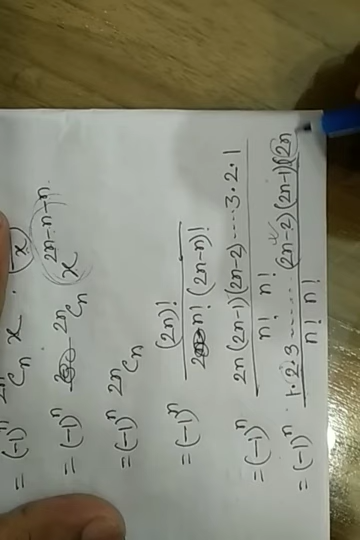 = (-1)ⁿ 2nCₙ x · (x)
= (-1)ⁿ 2nCₙ x^2n-n-n
= (-1)ⁿ 2nCₙ
= (-1)ⁿ (2n)! / n! (2n-n)!
= (-1)ⁿ 2n(2n-1)(2n-2) ..... 3·2·1 / n! n!
= (-1)ⁿ 1·2·3 ...... (2n-2)(2n-1)(2n / n! n!